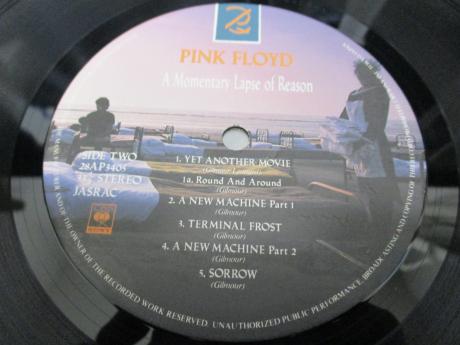 PINK FLOYD
A Momentary Lapse of Reason
SIDE TWO
28AP3405
STEREO
JASRAC
1. YET ANOTHER MOVIE
(Gilmour/Leonard)
1a. Round And Around
(Gilmour)
2. A NEW MACHINE Part 1
(Gilmour)
3. TERMINAL FROST
(Gilmour)
4. A NEW MACHINE Part 2
(Gilmour)
5. SORROW
(Gilmour)
OF THE OWNER OF THE RECORDED WORK RESERVED. UNAUTHORIZED PUBLIC PERFORMANCE, BROADCASTING AND COPYING OF THIS RECORD